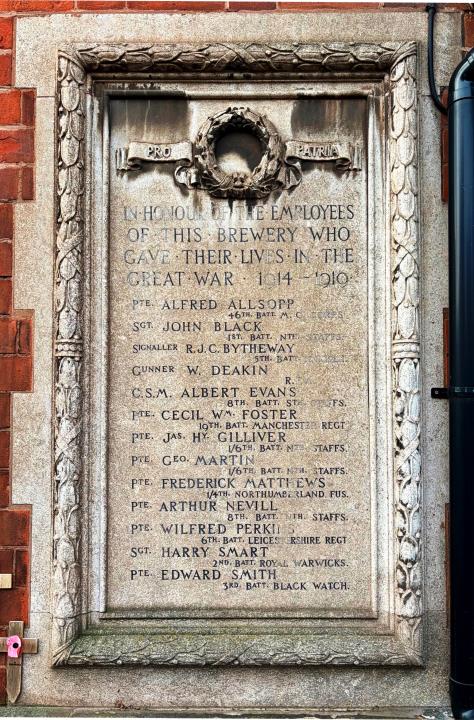 PRO PATRIA
IN·HONOUR OF THE EMPLOYEES
OF·THIS·BREWERY WHO
GAVE·THEIR·LIVES·IN·THE
GREAT·WAR·1914-1919·
PTE. ALFRED ALLSOPP
46TH. BATT. M. G. CORPS.
SGT. JOHN BLACK
1ST. BATT. NTH. STAFFS.
SIGNALLER R.J.C. BYTHEWAY
5TH. BATT.
GUNNER W. DEAKIN
R.
C.S.M. ALBERT EVANS
8TH. BATT. STH. STAFFS.
PTE. CECIL WM. FOSTER
19TH. BATT. MANCHESTER REGT
PTE. JAS. HY. GILLIVER
1/6TH. BATT. NTH. STAFFS.
PTE. GEO. MARTIN
1/6TH. BATT. NTH. STAFFS.
PTE. FREDERICK MATTHEWS
1/4TH. NORTHUMBERLAND FUS.
PTE. ARTHUR NEVILL
8TH. BATT. NTH. STAFFS.
PTE. WILFRED PERKINS
6TH. BATT. LEICESTERSHIRE REGT
SGT. HARRY SMART
2ND. BATT. ROYAL WARWICKS.
PTE. EDWARD SMITH
3RD. BATT. BLACK WATCH.